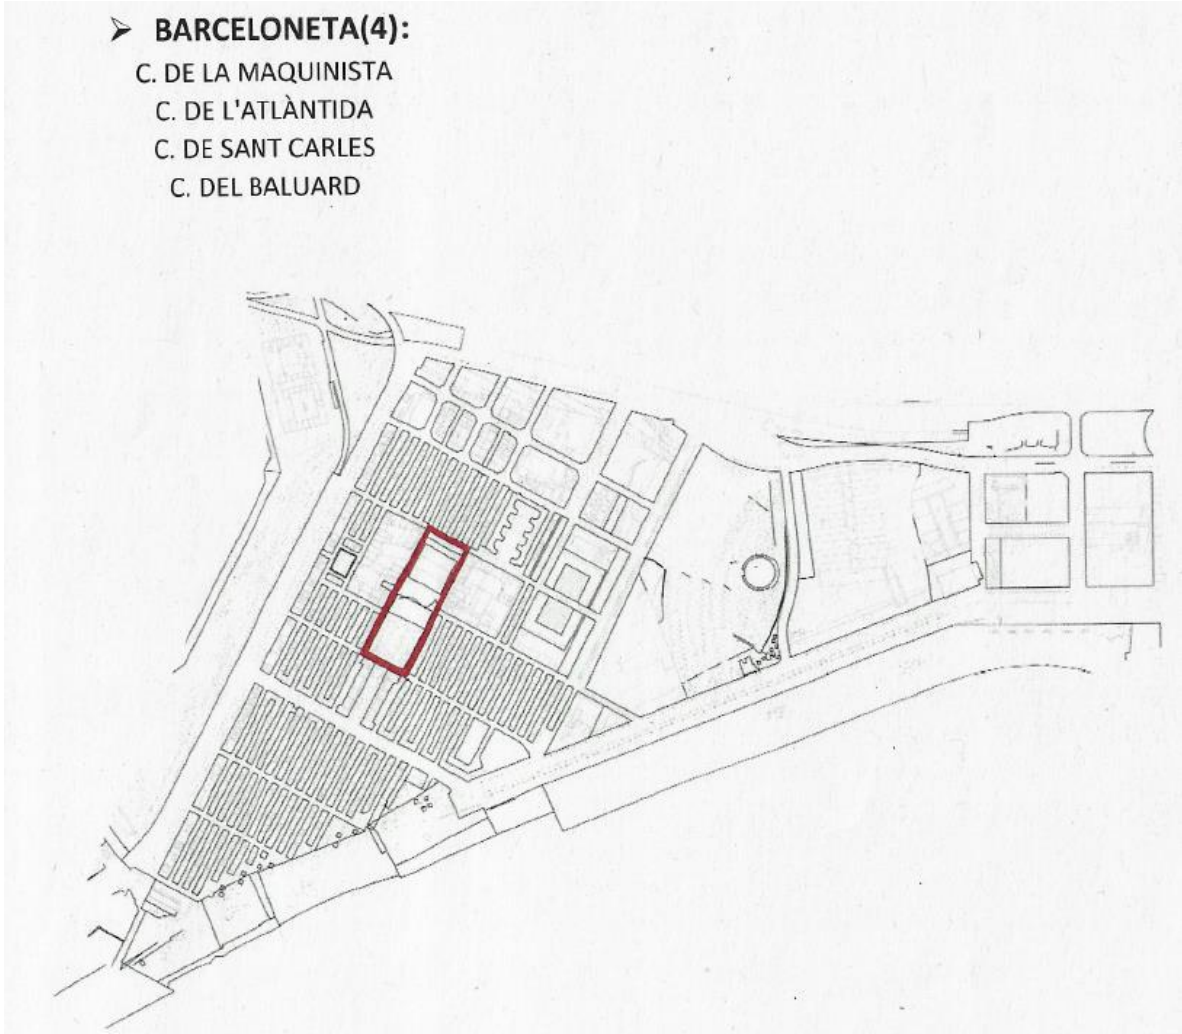 ➢ BARCELONETA(4):
C. DE LA MAQUINISTA
C. DE L'ATLÀNTIDA
C. DE SANT CARLES
C. DEL BALUARD